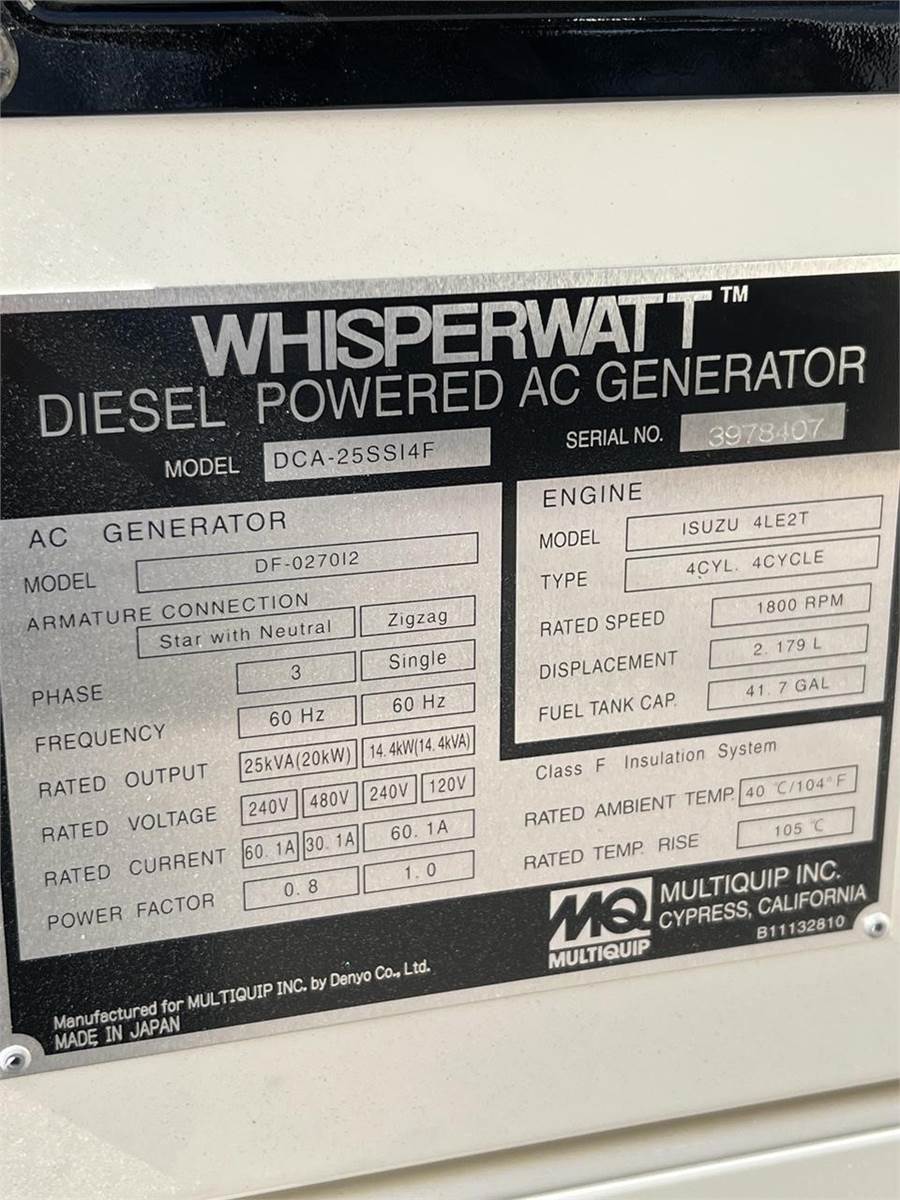 WHISPERWATT™
DIESEL POWERED AC GENERATOR
MODEL DCA-25SSI4F
SERIAL NO. 3978407
AC GENERATOR
MODEL DF-0270I2
ARMATURE CONNECTION
Star with Neutral Zigzag
PHASE 3 Single
FREQUENCY 60 Hz 60 Hz
RATED OUTPUT 25kVA(20kW) 14.4kW(14.4kVA)
RATED VOLTAGE 240V 480V 240V 120V
RATED CURRENT 60.1A 30.1A 60.1A
POWER FACTOR 0.8 1.0
ENGINE
MODEL ISUZU 4LE2T
TYPE 4CYL. 4CYCLE
RATED SPEED 1800 RPM
DISPLACEMENT 2.179 L
FUEL TANK CAP. 41.7 GAL
Class F Insulation System
RATED AMBIENT TEMP. 40 ℃/104°F
RATED TEMP. RISE 105 ℃
MQ
MULTIQUIP
MULTIQUIP INC.
CYPRESS, CALIFORNIA
B11132810
Manufactured for MULTIQUIP INC. by Denyo Co., Ltd.
MADE IN JAPAN